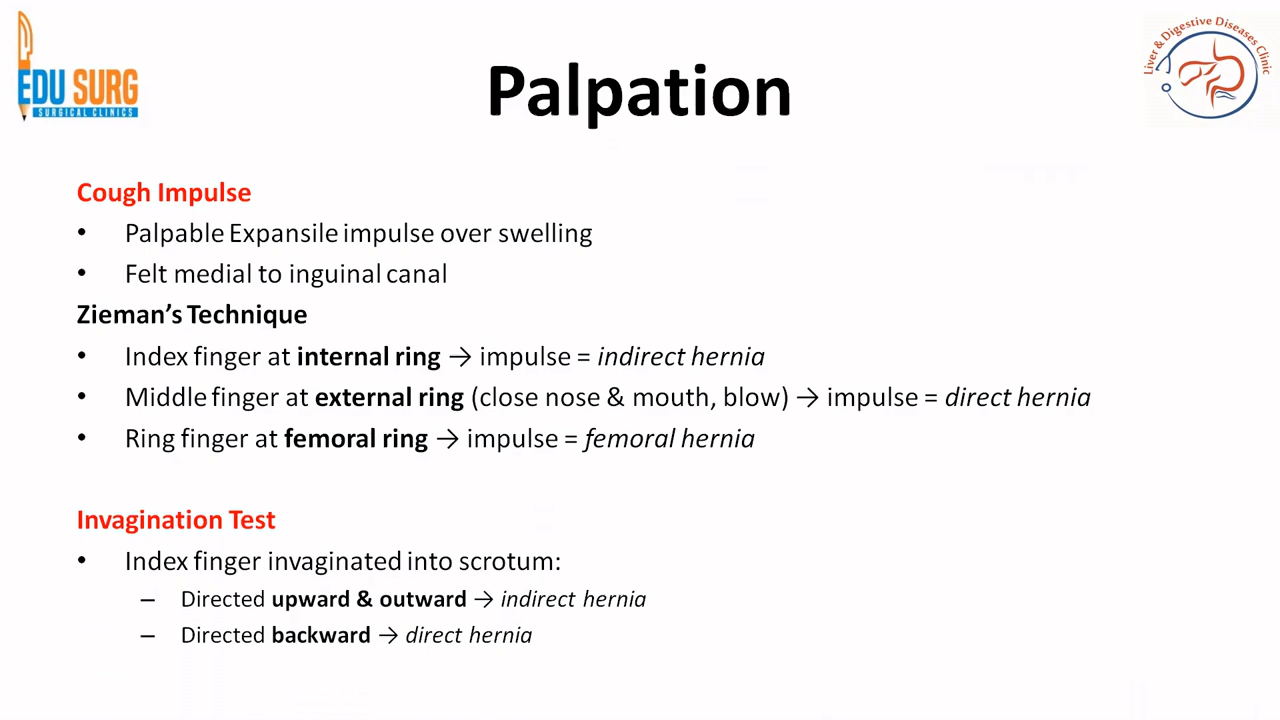 EDU SURG
SURGICAL CLINICS
Liver & Digestive Diseases Clinic
Palpation
Cough Impulse
• Palpable Expansile impulse over swelling
• Felt medial to inguinal canal
Zieman's Technique
• Index finger at internal ring → impulse = indirect hernia
• Middle finger at external ring (close nose & mouth, blow) → impulse = direct hernia
• Ring finger at femoral ring → impulse = femoral hernia
Invagination Test
• Index finger invaginated into scrotum:
– Directed upward & outward → indirect hernia
– Directed backward → direct hernia